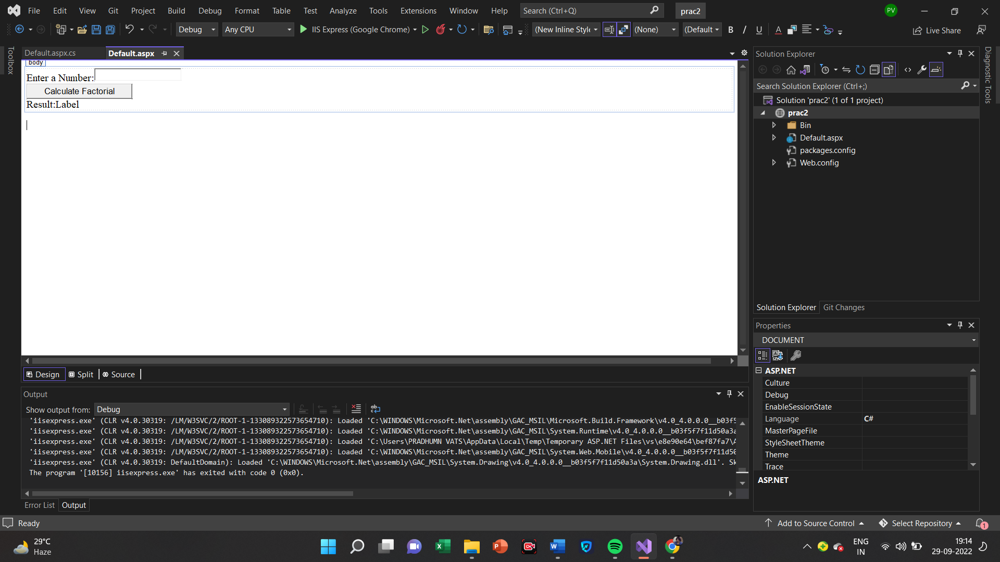 File Edit View Git Project Build Debug Format Table Test Analyze Tools Extensions Window Help Search (Ctrl+Q) prac2 PV
Debug Any CPU IIS Express (Google Chrome) (New Inline Style (None) (Default B I U A Live Share
Toolbox
Default.aspx.cs Default.aspx
body
Enter a Number:
Calculate Factorial
Result:Label
Design Split Source
Output
Show output from: Debug
'iisexpress.exe' (CLR v4.0.30319: /LM/W3SVC/2/ROOT-1-133089322573654710): Loaded 'C:\WINDOWS\Microsoft.Net\assembly\GAC_MSIL\Microsoft.Build.Framework\v4.0_4.0.0.0__b03f5
'iisexpress.exe' (CLR v4.0.30319: /LM/W3SVC/2/ROOT-1-133089322573654710): Loaded 'C:\WINDOWS\Microsoft.Net\assembly\GAC_MSIL\System.Runtime\v4.0_4.0.0.0__b03f5f7f11d50a3a
'iisexpress.exe' (CLR v4.0.30319: /LM/W3SVC/2/ROOT-1-133089322573654710): Loaded 'C:\Users\PRADHUMN VATS\AppData\Local\Temp\Temporary ASP.NET Files\vs\e8e90e64\bef87fa7\A
'iisexpress.exe' (CLR v4.0.30319: /LM/W3SVC/2/ROOT-1-133089322573654710): Loaded 'C:\WINDOWS\Microsoft.Net\assembly\GAC_MSIL\System.Web.Mobile\v4.0_4.0.0.0__b03f5f7f11d50
'iisexpress.exe' (CLR v4.0.30319: DefaultDomain): Loaded 'C:\WINDOWS\Microsoft.Net\assembly\GAC_MSIL\System.Drawing\v4.0_4.0.0.0__b03f5f7f11d50a3a\System.Drawing.dll'. Sk
The program '[10156] iisexpress.exe' has exited with code 0 (0x0).
Error List Output
Solution Explorer
Search Solution Explorer (Ctrl+;)
Solution 'prac2' (1 of 1 project)
prac2
Bin
Default.aspx
packages.config
Web.config
Solution Explorer Git Changes
Properties
DOCUMENT
ASP.NET
Culture
Debug
EnableSessionState
Language C#
MasterPageFile
StyleSheetTheme
Theme
Trace
ASP.NET
Diagnostic Tools
Ready Add to Source Control Select Repository 1
29°C
Haze
ENG
IN
19:14
29-09-2022